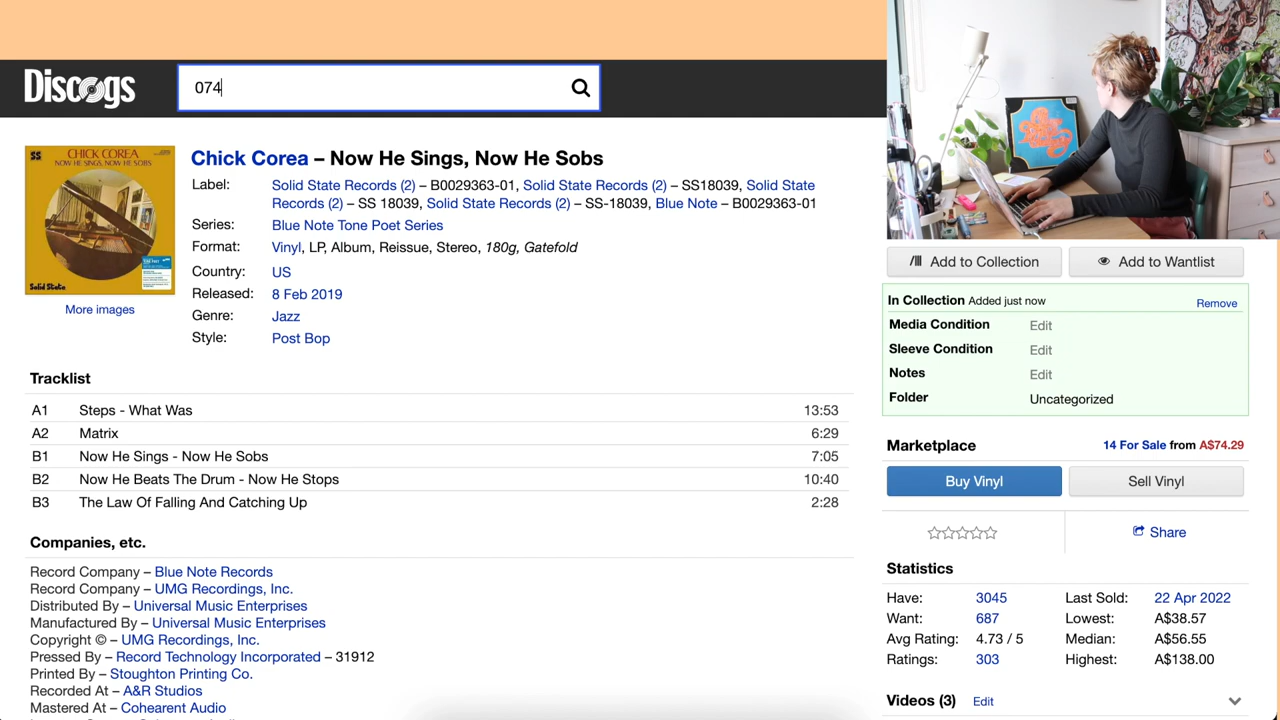 Discogs
074
SS
CHICK COREA
NOW HE SINGS, NOW HE SOBS
Solid State
More images
Chick Corea – Now He Sings, Now He Sobs
Label: Solid State Records (2) – B0029363-01, Solid State Records (2) – SS18039, Solid State
Records (2) – SS 18039, Solid State Records (2) – SS-18039, Blue Note – B0029363-01
Series: Blue Note Tone Poet Series
Format: Vinyl, LP, Album, Reissue, Stereo, 180g, Gatefold
Country: US
Released: 8 Feb 2019
Genre: Jazz
Style: Post Bop
Tracklist
A1 Steps - What Was 13:53
A2 Matrix 6:29
B1 Now He Sings - Now He Sobs 7:05
B2 Now He Beats The Drum - Now He Stops 10:40
B3 The Law Of Falling And Catching Up 2:28
Companies, etc.
Record Company – Blue Note Records
Record Company – UMG Recordings, Inc.
Distributed By – Universal Music Enterprises
Manufactured By – Universal Music Enterprises
Copyright © – UMG Recordings, Inc.
Pressed By – Record Technology Incorporated – 31912
Printed By – Stoughton Printing Co.
Recorded At – A&R Studios
Mastered At – Coherent Audio
Add to Collection
Add to Wantlist
In Collection Added just now Remove
Media Condition Edit
Sleeve Condition Edit
Notes Edit
Folder Uncategorized
Marketplace 14 For Sale from A$74.29
Buy Vinyl
Sell Vinyl
Share
Statistics
Have: 3045 Last Sold: 22 Apr 2022
Want: 687 Lowest: A$38.57
Avg Rating: 4.73 / 5 Median: A$56.55
Ratings: 303 Highest: A$138.00
Videos (3) Edit